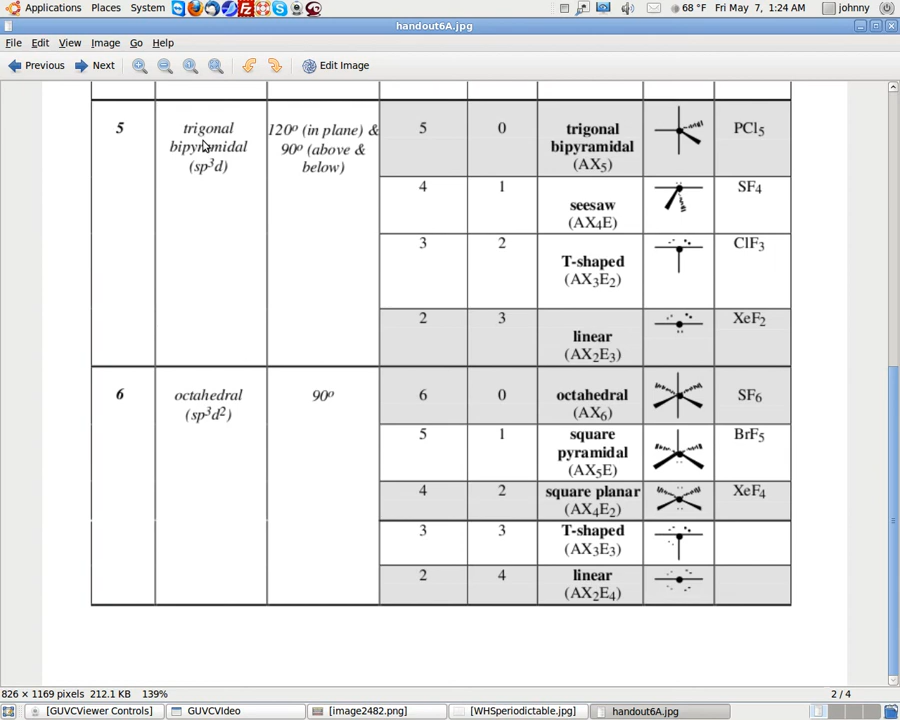 Applications Places System 68 °F Fri May 7, 1:24 AM johnny
handout6A.jpg
File Edit View Image Go Help
Previous Next Edit Image
5 trigonal bipyramidal (sp3d) 120o (in plane) & 90o (above & below) 5 0 trigonal bipyramidal (AX5) PCl5
4 1 seesaw (AX4E) SF4
3 2 T-shaped (AX3E2) ClF3
2 3 linear (AX2E3) XeF2
6 octahedral (sp3d2) 90o 6 0 octahedral (AX6) SF6
5 1 square pyramidal (AX5E) BrF5
4 2 square planar (AX4E2) XeF4
3 3 T-shaped (AX3E3)
2 4 linear (AX2E4)
826 × 1169 pixels 212.1 KB 139% 2 / 4
[GUVCViewer Controls] GUVCVIdeo [image2482.png] [WHSperiodictable.jpg] handout6A.jpg